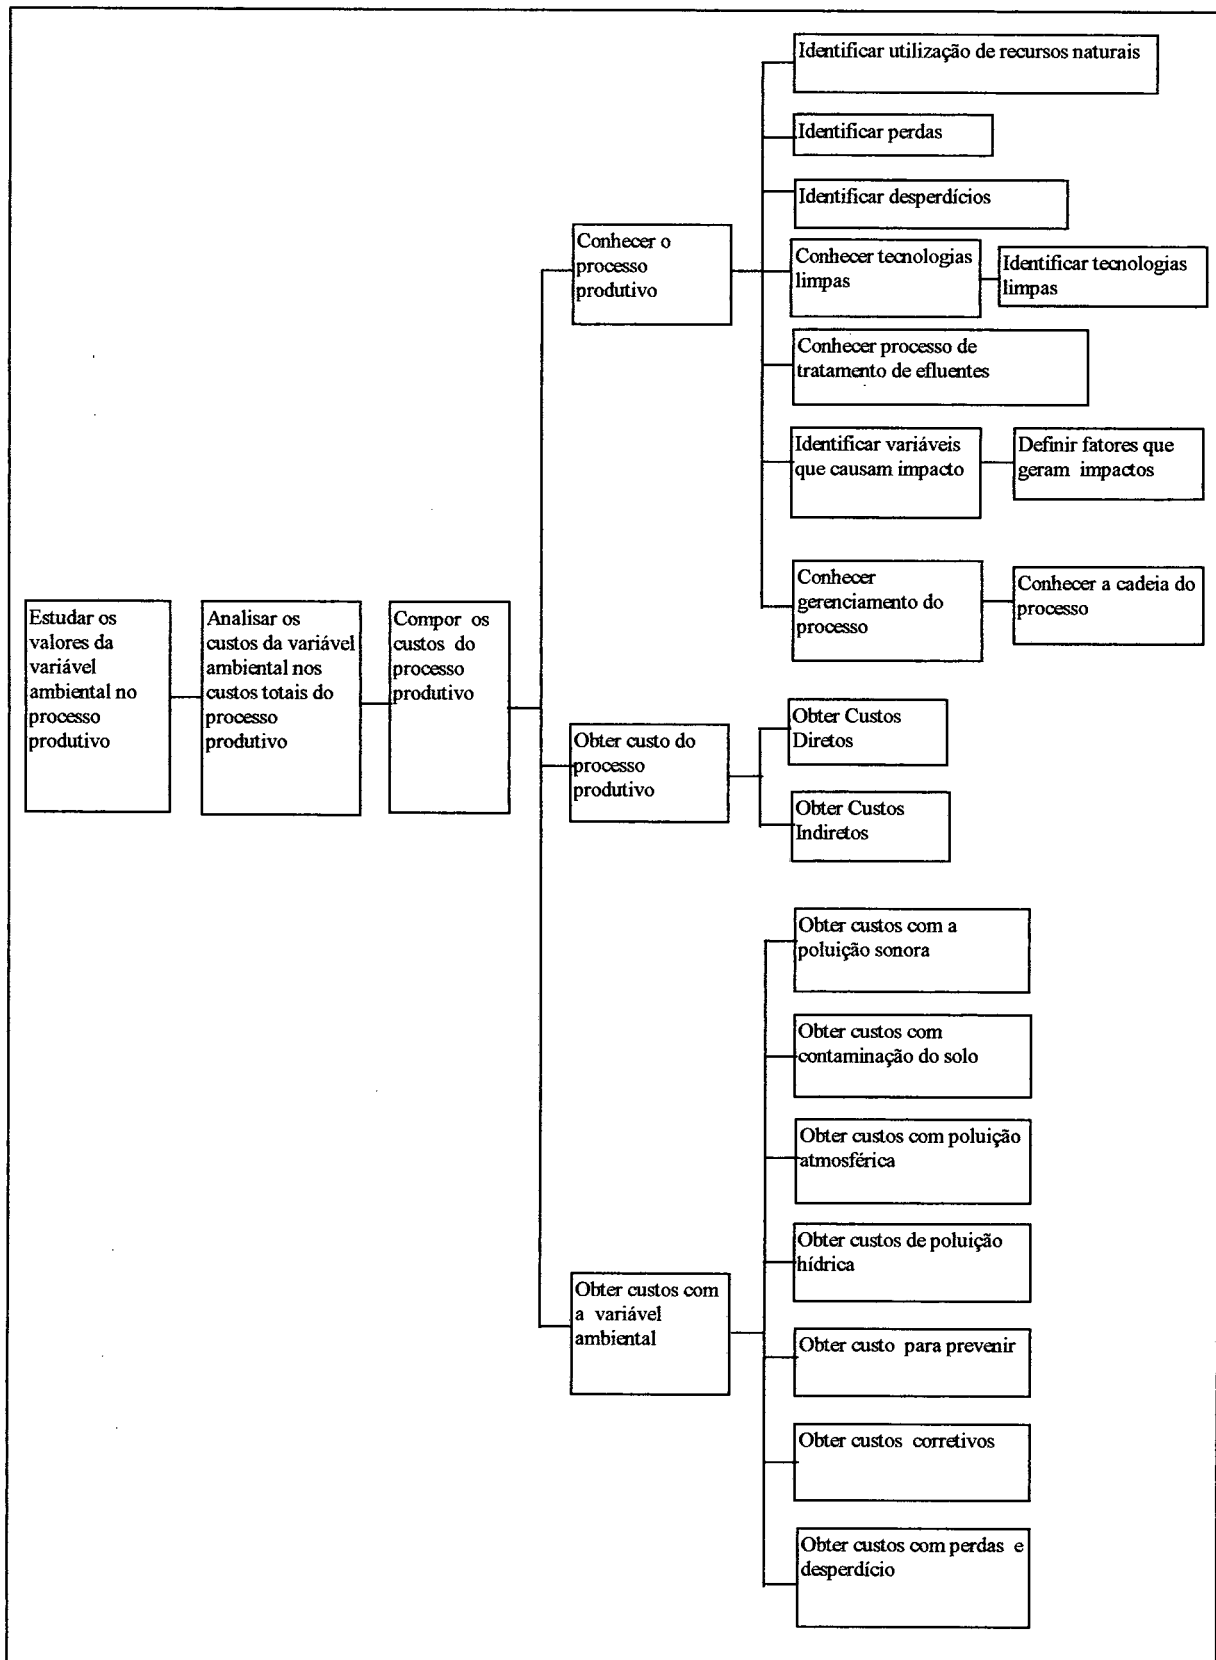 Identificar utilização de recursos naturais
Identificar perdas
Identificar desperdícios
Conhecer o
processo
produtivo
Conhecer tecnologias
limpas
Identificar tecnologias
limpas
Conhecer processo de
tratamento de efluentes
Identificar variáveis
que causam impacto
Definir fatores que
geram impactos
Conhecer
gerenciamento do
processo
Conhecer a cadeia do
processo
Estudar os
valores da
variável
ambiental no
processo
produtivo
Analisar os
custos da variável
ambiental nos
custos totais do
processo
produtivo
Compor os
custos do
processo
produtivo
Obter custo do
processo
produtivo
Obter Custos
Diretos
Obter Custos
Indiretos
Obter custos com a
poluição sonora
Obter custos com
contaminação do solo
Obter custos com poluição
atmosférica
Obter custos de poluição
hídrica
Obter custos com
a variável
ambiental
Obter custo para prevenir
Obter custos corretivos
Obter custos com perdas e
desperdício